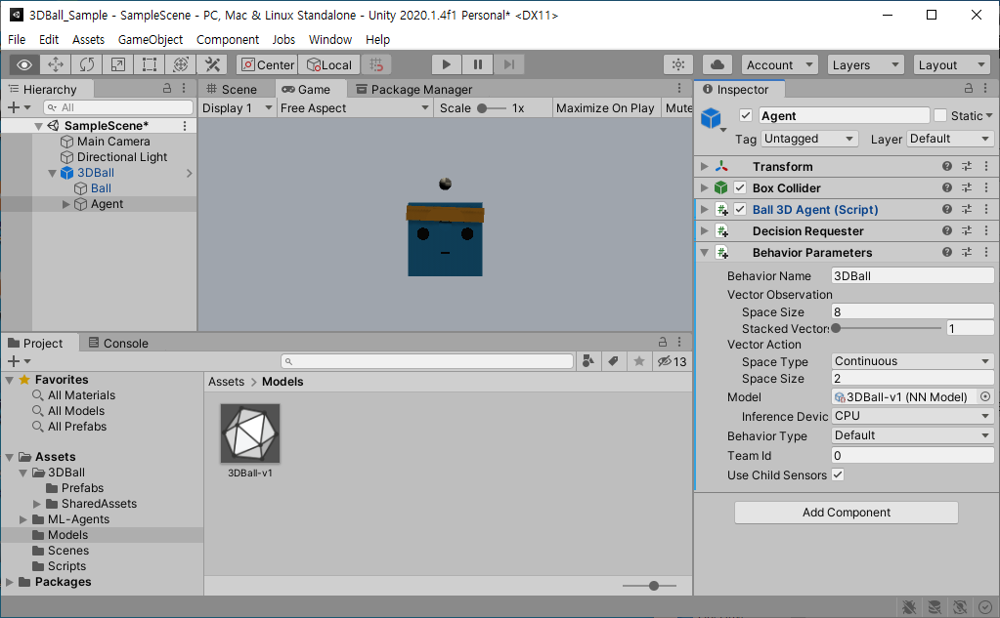 3DBall_Sample - SampleScene - PC, Mac & Linux Standalone - Unity 2020.1.4f1 Personal* <DX11>
File Edit Assets GameObject Component Jobs Window Help
Center Local Account Layers Layout
Hierarchy
All
SampleScene*
Main Camera
Directional Light
3DBall
Ball
Agent
Scene Game Package Manager
Display 1 Free Aspect Scale 1x Maximize On Play Mute
Project Console
13
Favorites
All Materials
All Models
All Prefabs
Assets
3DBall
Prefabs
SharedAssets
ML-Agents
Models
Scenes
Scripts
Packages
Assets > Models
3DBall-v1
Inspector
Agent Static
Tag Untagged Layer Default
Transform
Box Collider
Ball 3D Agent (Script)
Decision Requester
Behavior Parameters
Behavior Name 3DBall
Vector Observation
Space Size 8
Stacked Vectors 1
Vector Action
Space Type Continuous
Space Size 2
Model 3DBall-v1 (NN Model)
Inference Devic CPU
Behavior Type Default
Team Id 0
Use Child Sensors
Add Component